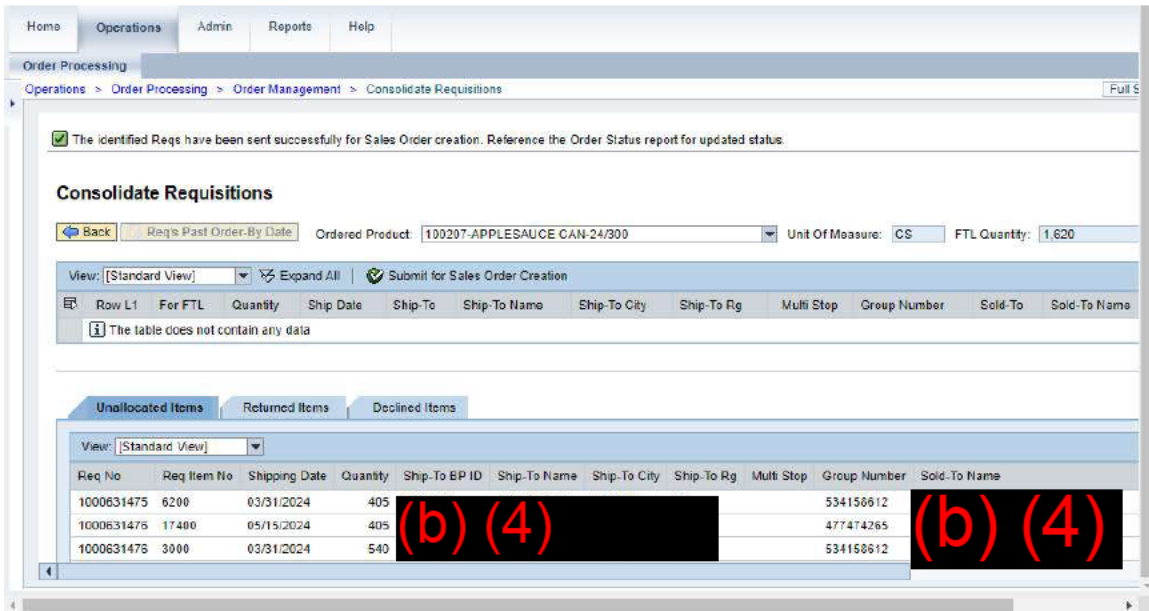 Home Operations Admin Reports Help
Order Processing
Operations > Order Processing > Order Management > Consolidate Requisitions Full S
The identified Reqs have been sent successfully for Sales Order creation. Reference the Order Status report for updated status.
Consolidate Requisitions
Back Req's Past Order-By Date Ordered Product: 100207-APPLESAUCE CAN-24/300 Unit Of Measure: CS FTL Quantity: 1,620
View: [Standard View] Expand All | Submit for Sales Order Creation
Row L1 For FTL Quantity Ship Date Ship-To Ship-To Name Ship-To City Ship-To Rg Multi Stop Group Number Sold-To Sold-To Name
The table does not contain any data
Unallocated Items Returned Items Declined Items
View: [Standard View]
Req No Req Item No Shipping Date Quantity Ship-To BP ID Ship-To Name Ship-To City Ship-To Rg Multi Stop Group Number Sold-To Name
1000631475 6200 03/31/2024 405 534158612
1000631476 17400 05/15/2024 405 (b) (4) 477474265 (b) (4)
1000631476 3000 03/31/2024 540 534158612